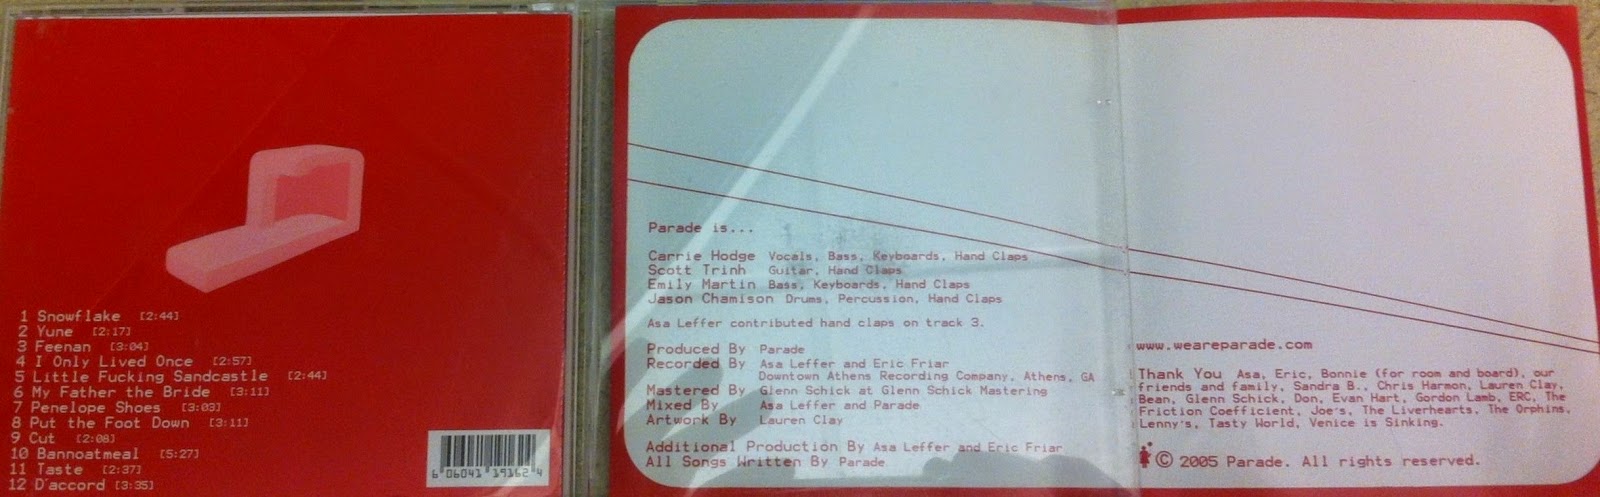 1 Snowflake [2:44]
2 Yune [2:17]
3 Feenan [3:04]
4 I Only Lived Once [2:57]
5 Little Fucking Sandcastle [2:44]
6 My Father the Bride [3:11]
7 Penelope Shoes [3:03]
8 Put the Foot Down [3:11]
9 Cut [2:08]
10 Bannoatmeal [5:27]
11 Taste [2:37]
12 D'accord [3:35]
6 06041 19162 4
Parade is...
Carrie Hodge Vocals, Bass, Keyboards, Hand Claps
Scott Trinh Guitar, Hand Claps
Emily Martin Bass, Keyboards, Hand Claps
Jason Chamison Drums, Percussion, Hand Claps
Asa Leffer contributed hand claps on track 3.
Produced By Parade
Recorded By Asa Leffer and Eric Friar
Downtown Athens Recording Company, Athens, GA
Mastered By Glenn Schick at Glenn Schick Mastering
Mixed By Asa Leffer and Parade
Artwork By Lauren Clay
Additional Production By Asa Leffer and Eric Friar
All Songs Written By Parade
www.weareparade.com
Thank You Asa, Eric, Bonnie (for room and board), our
friends and family, Sandra B., Chris Harmon, Lauren Clay,
Bean, Glenn Schick, Don, Evan Hart, Gordon Lamb, ERC, The
Friction Coefficient, Joe's, The Liverhearts, The Orphins,
Lenny's, Tasty World, Venice is Sinking.
© 2005 Parade. All rights reserved.